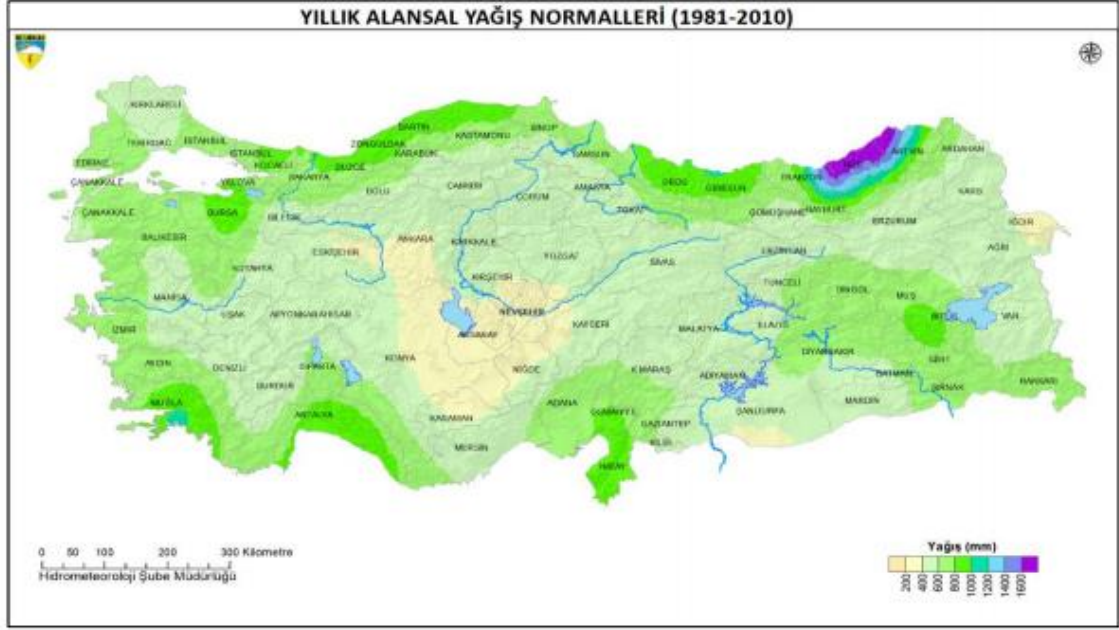 YILLIK ALANSAL YAĞIŞ NORMALLERİ (1981-2010)
KIRKLARELİ
TEKİRDAĞ İSTANBUL
EDİRNE
İSTANBUL
KOCAELİ
ÇANAKKALE
YALOVA
SAKARYA
DÜZCE
ZONGULDAK
BARTIN
KARABÜK
KASTAMONU
SİNOP
SAMSUN
ORDU
GİRESUN
TRABZON
ARTVİN
ARDAHAN
KARS
IĞDIR
AĞRI
ÇANAKKALE
BURSA
BİLECİK
BOLU
ÇANKIRI
ÇORUM
AMASYA
TOKAT
GÜMÜŞHANE
BAYBURT
ERZURUM
BALIKESİR
KÜTAHYA
ESKİŞEHİR
ANKARA
KIRIKKALE
YOZGAT
SİVAS
ERZİNCAN
TUNCELİ
BİNGÖL
MUŞ
BİTLİS
VAN
MANİSA
UŞAK
AFYONKARAHİSAR
KIRŞEHİR
NEVŞEHİR
AKSARAY
KAYSERİ
MALATYA
ELAZIĞ
DİYARBAKIR
SİİRT
BATMAN
ŞIRNAK
HAKKARİ
İZMİR
AYDIN
DENİZLİ
ISPARTA
BURDUR
KONYA
NİĞDE
K.MARAŞ
ADIYAMAN
MARDİN
MUĞLA
ANTALYA
KARAMAN
MERSİN
ADANA
OSMANİYE
GAZİANTEP
KİLİS
ŞANLIURFA
HATAY
0 50 100 200 300 Kilometre
Hidrometeoroloji Şube Müdürlüğü
Yağış (mm)
200 400 600 800 1000 1200 1400 1600